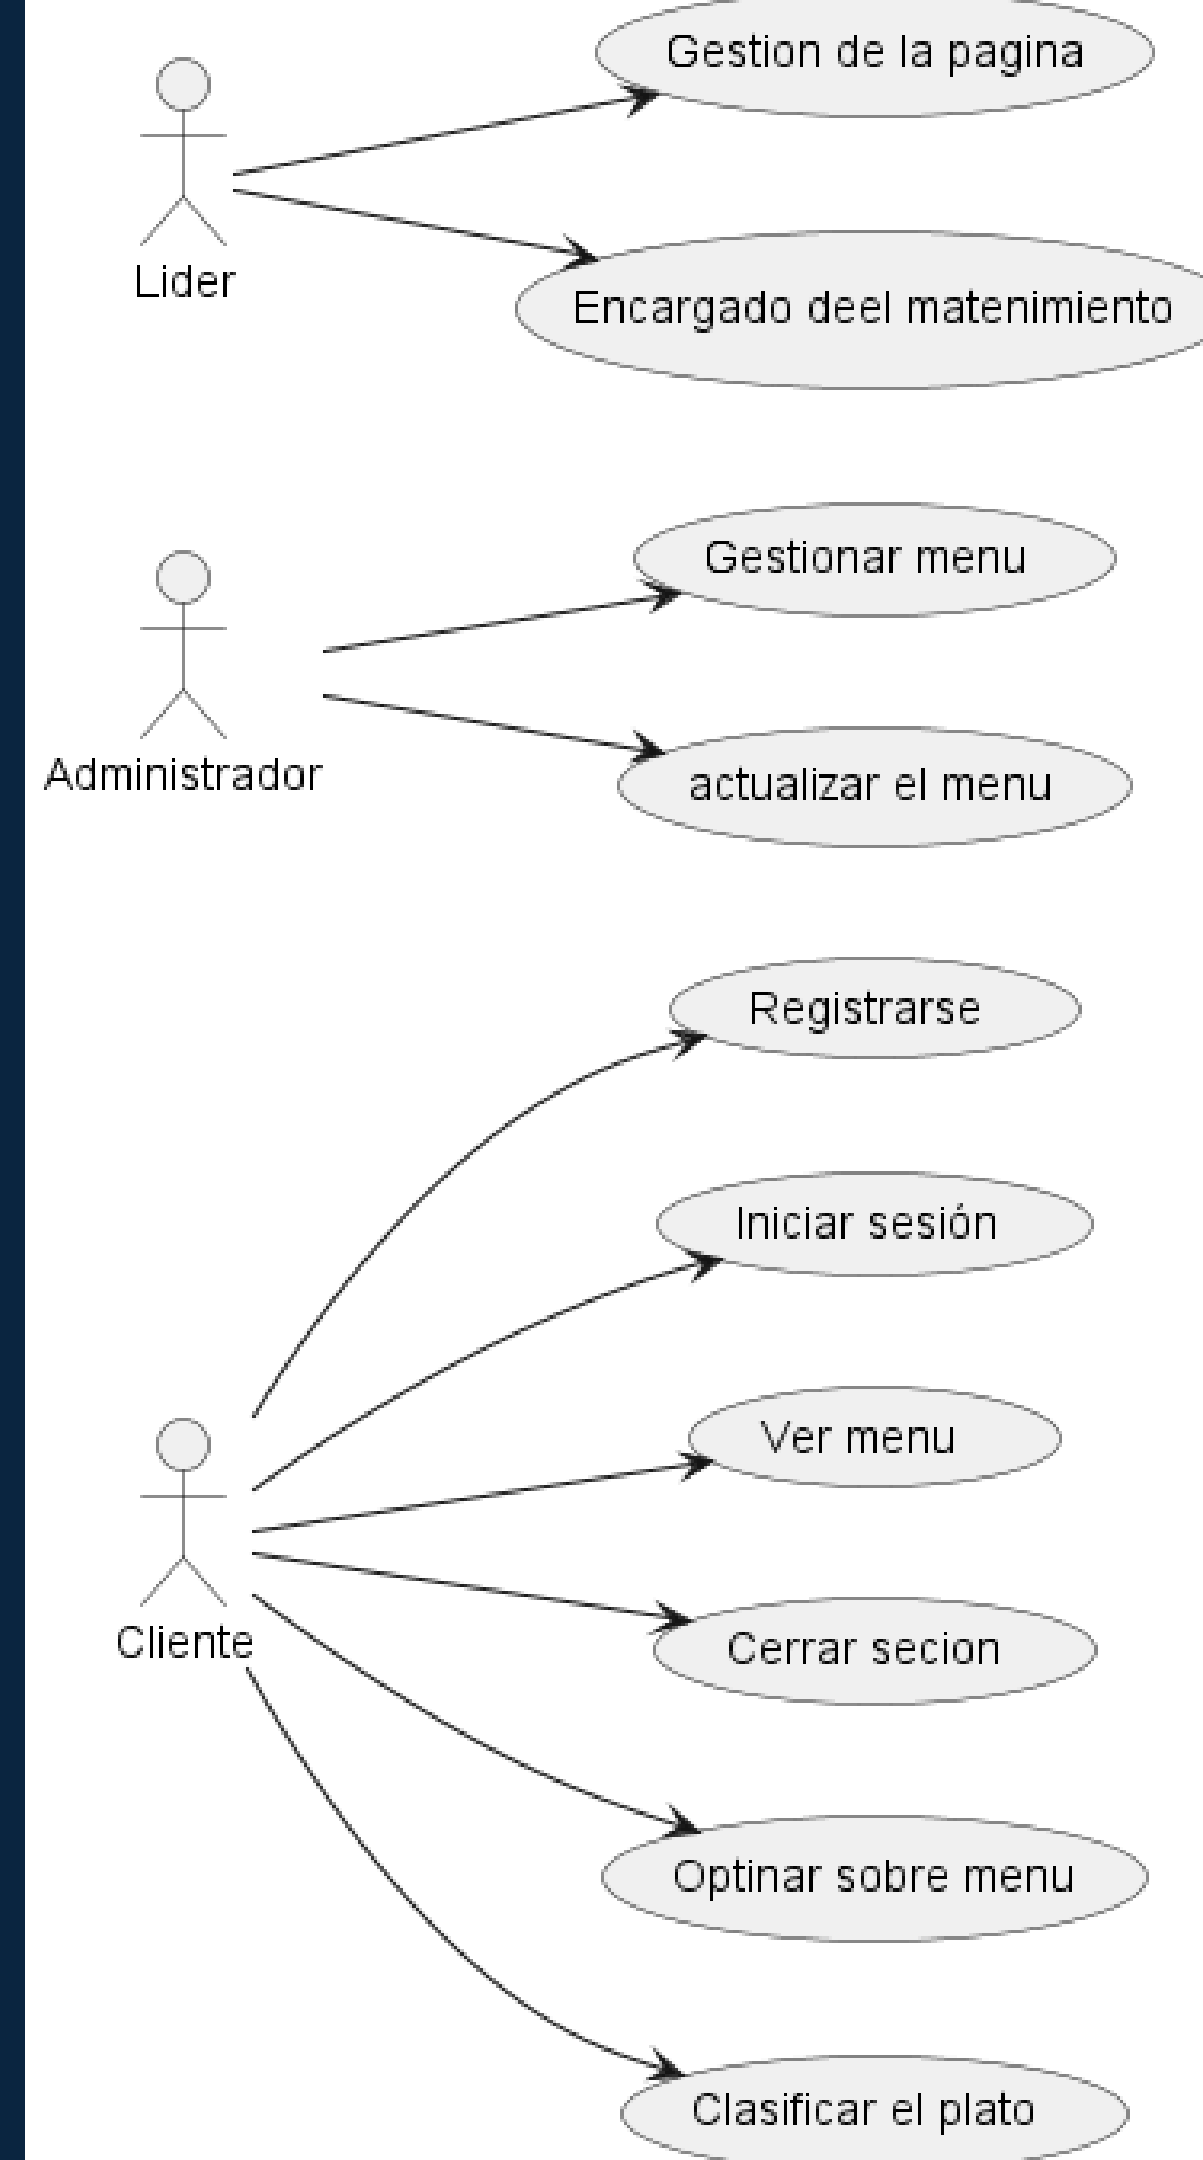 Gestion de la pagina
Lider
Encargado deel matenimiento
Gestionar menu
Administrador
actualizar el menu
Registrarse
Iniciar sesión
Ver menu
Cliente
Cerrar secion
Optinar sobre menu
Clasificar el plato